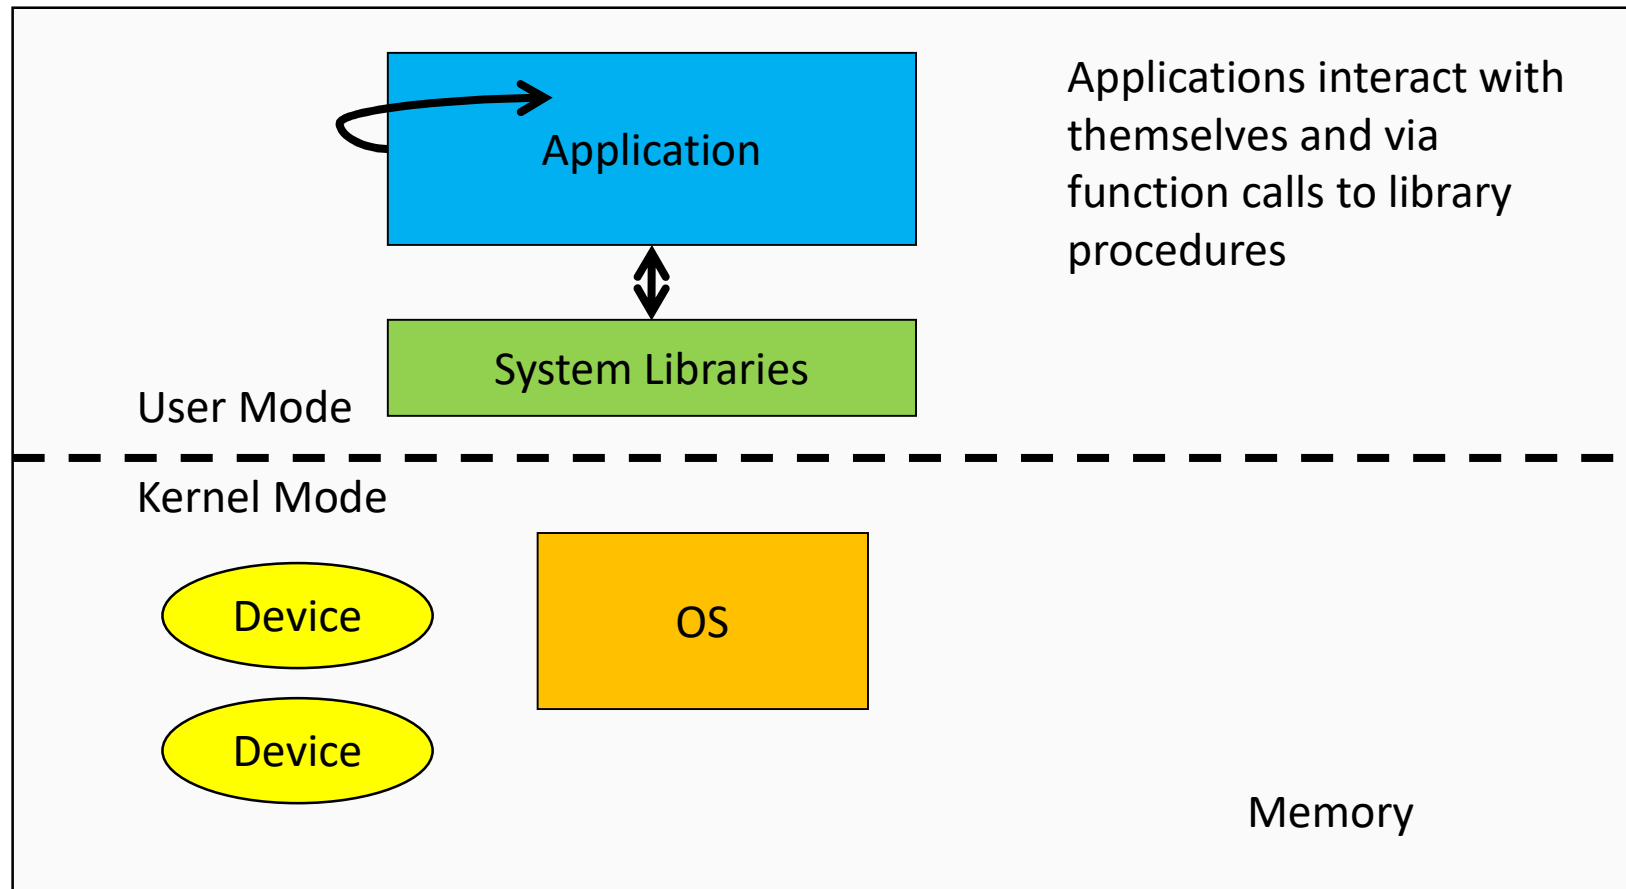 Applications interact with
themselves and via
function calls to library
procedures
Application
System Libraries
User Mode
Kernel Mode
Device
OS
Device
Memory